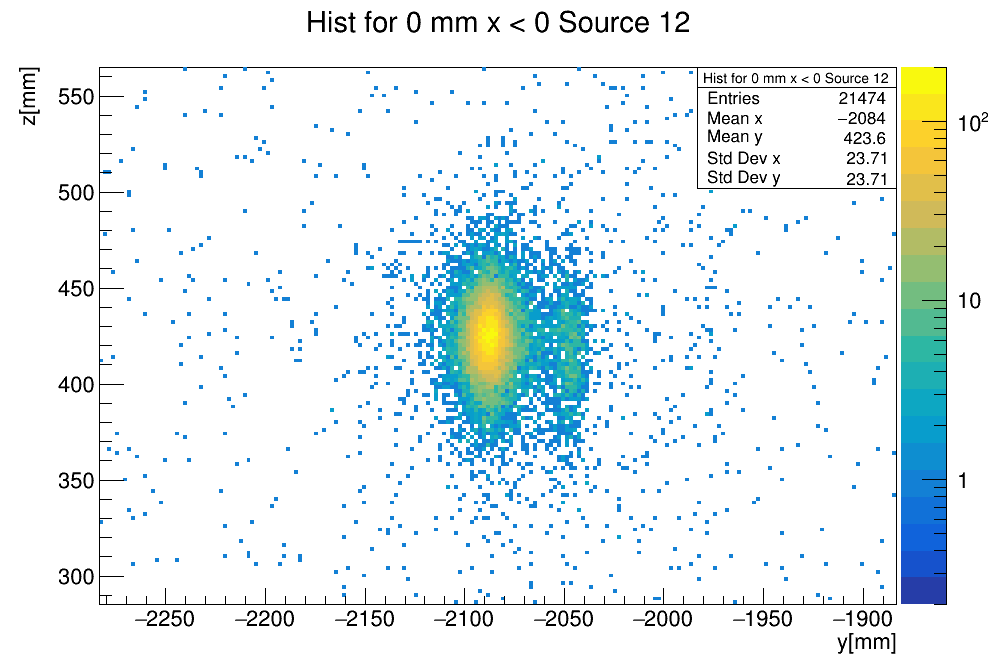 Hist for 0 mm x < 0 Source 12
z[mm]
Hist for 0 mm x < 0 Source 12
Entries 21474
Mean x −2084
Mean y 423.6
Std Dev x 23.71
Std Dev y 23.71
550
500
450
400
350
300
10²
10
1
−2250 −2200 −2150 −2100 −2050 −2000 −1950 −1900
y[mm]